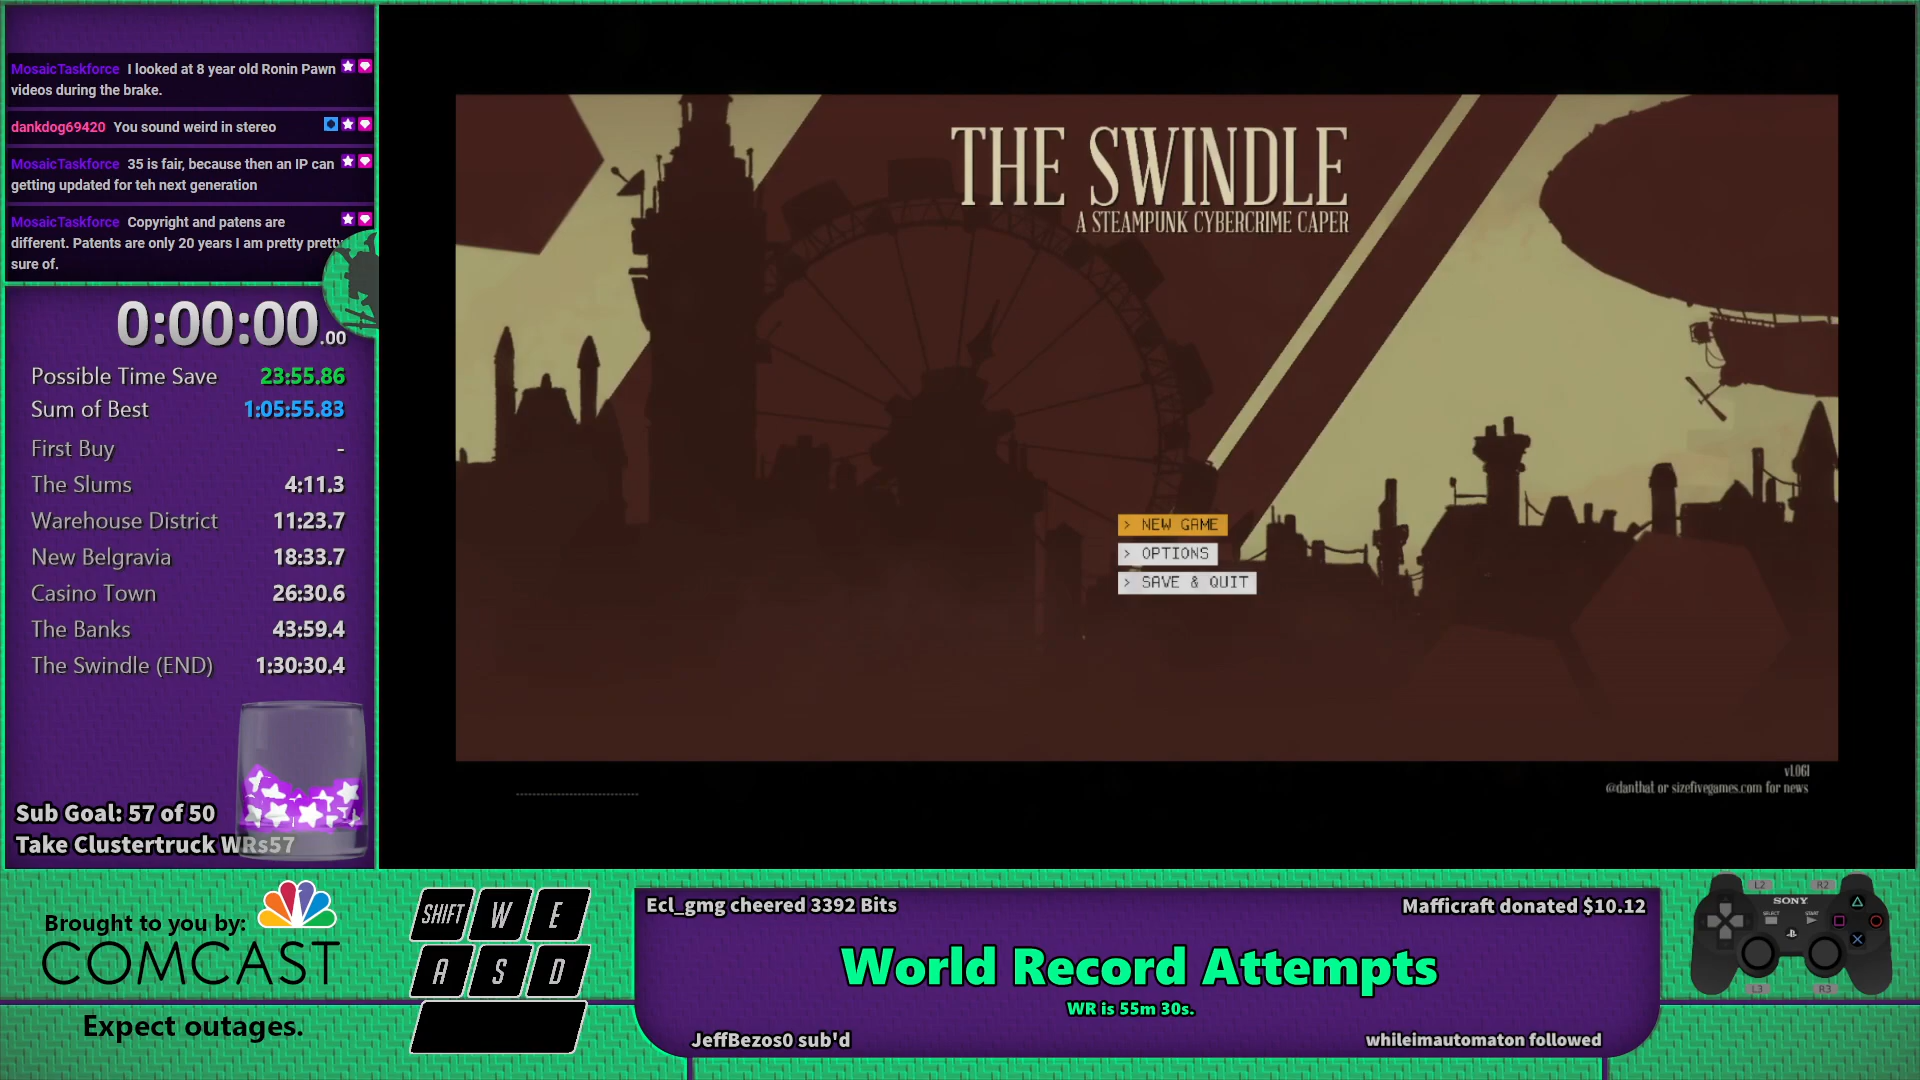 MosaicTaskforce I looked at 8 year old Ronin Pawn
videos during the brake.
dankdog69420 You sound weird in stereo
MosaicTaskforce 35 is fair, because then an IP can
getting updated for teh next generation
MosaicTaskforce Copyright and patens are
different. Patents are only 20 years I am pretty pretty
sure of.
0:00:00.00
Possible Time Save 23:55.86
Sum of Best 1:05:55.83
First Buy -
The Slums 4:11.3
Warehouse District 11:23.7
New Belgravia 18:33.7
Casino Town 26:30.6
The Banks 43:59.4
The Swindle (END) 1:30:30.4
Sub Goal: 57 of 50
Take Clustertruck WRs57
THE SWINDLE
A STEAMPUNK CYBERCRIME CAPER
> NEW GAME
> OPTIONS
> SAVE & QUIT
v1.061
@danthat or sizefivegames.com for news
Brought to you by:
COMCAST
Expect outages.
SHIFT W E
A S D
Ecl_gmg cheered 3392 Bits
Mafficraft donated $10.12
World Record Attempts
WR is 55m 30s.
JeffBezos0 sub'd
whileimautomaton followed
L2 R2
SONY
SELECT START
L3 R3